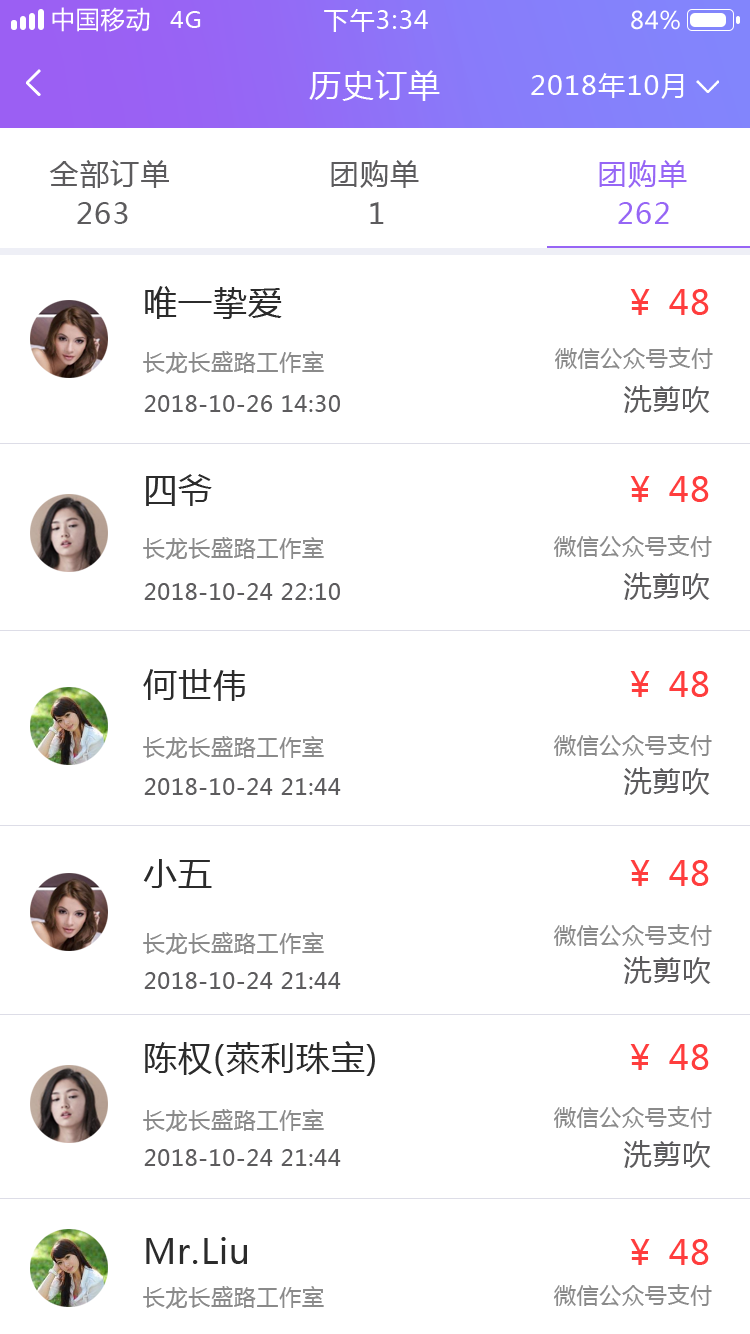 中国移动 4G 下午3:34 84%
历史订单 2018年10月
全部订单 团购单 团购单
263 1 262
唯一挚爱 ¥ 48
长龙长盛路工作室 微信公众号支付
2018-10-26 14:30 洗剪吹
四爷 ¥ 48
长龙长盛路工作室 微信公众号支付
2018-10-24 22:10 洗剪吹
何世伟 ¥ 48
长龙长盛路工作室 微信公众号支付
2018-10-24 21:44 洗剪吹
小五 ¥ 48
长龙长盛路工作室 微信公众号支付
2018-10-24 21:44 洗剪吹
陈权(萊利珠宝) ¥ 48
长龙长盛路工作室 微信公众号支付
2018-10-24 21:44 洗剪吹
Mr.Liu ¥ 48
长龙长盛路工作室 微信公众号支付